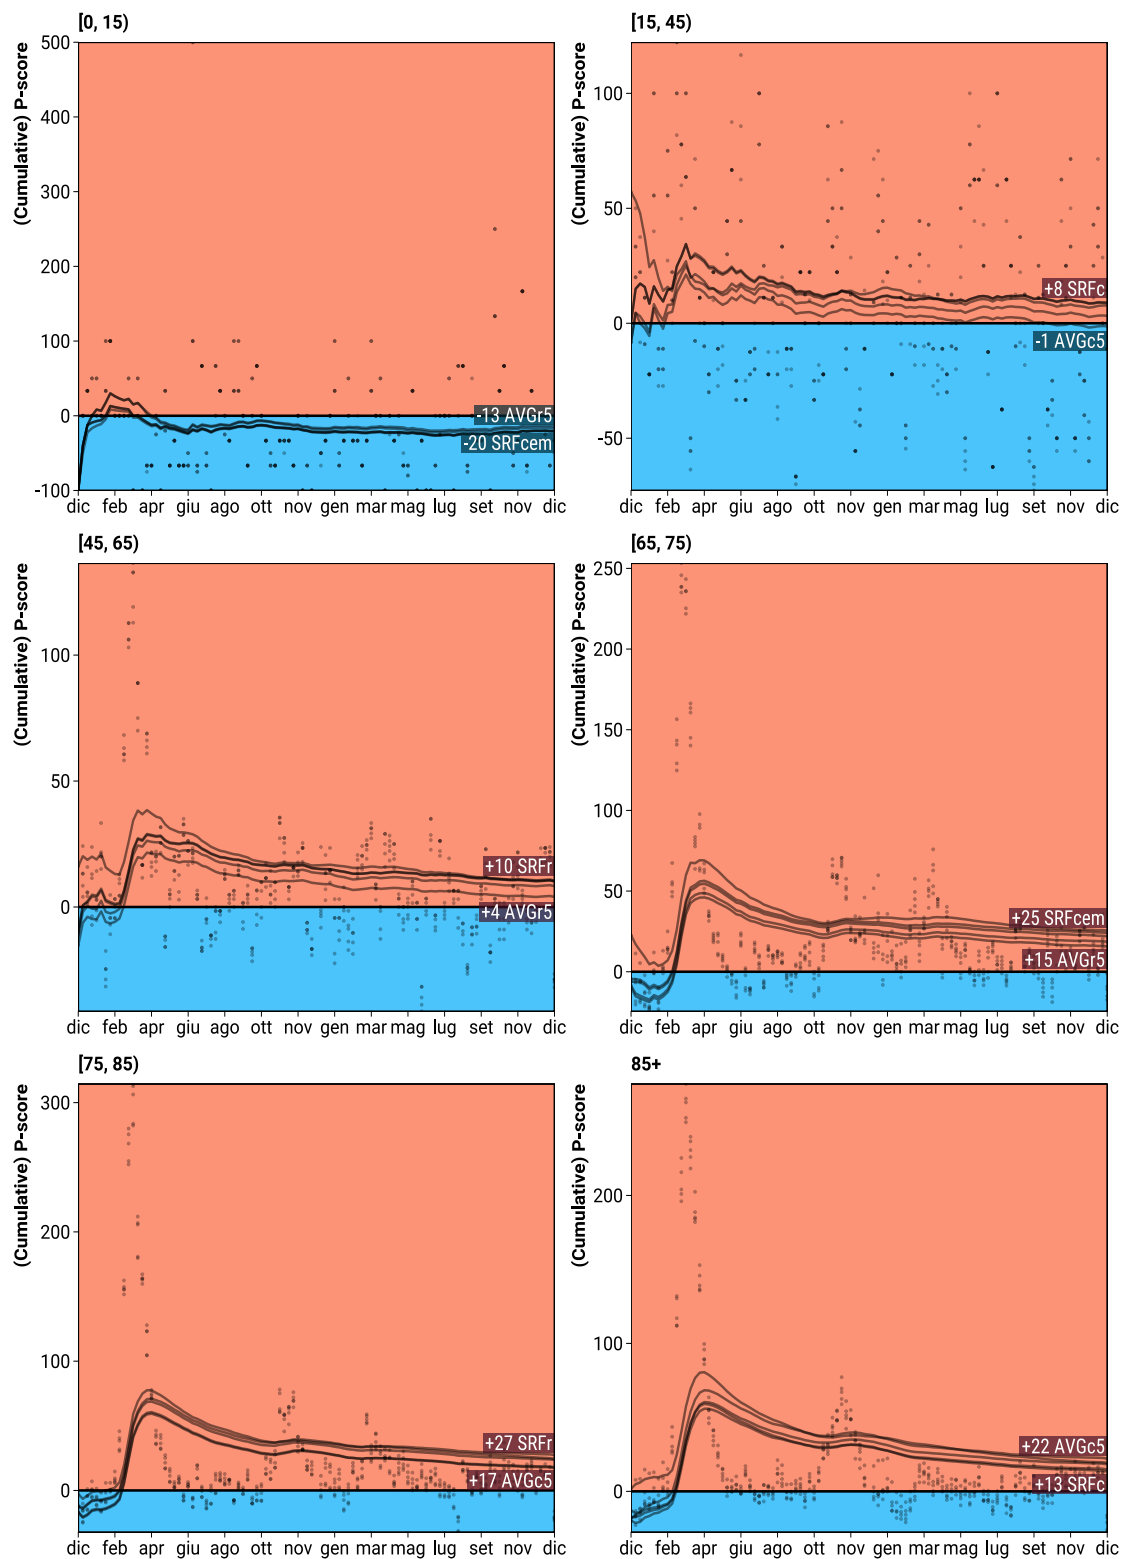 [0, 15)
(Cumulative) P-score
500
400
300
200
100
0
-100
-13 AVGr5
-20 SRFcem
dic feb apr giu ago ott nov gen mar mag lug set nov dic
[15, 45)
(Cumulative) P-score
100
50
0
-50
+8 SRFc
-1 AVGc5
dic feb apr giu ago ott nov gen mar mag lug set nov dic
[45, 65)
(Cumulative) P-score
100
50
0
+10 SRFr
+4 AVGr5
dic feb apr giu ago ott nov gen mar mag lug set nov dic
[65, 75)
(Cumulative) P-score
250
200
150
100
50
0
+25 SRFcem
+15 AVGr5
dic feb apr giu ago ott nov gen mar mag lug set nov dic
[75, 85)
(Cumulative) P-score
300
200
100
0
+27 SRFr
+17 AVGc5
dic feb apr giu ago ott nov gen mar mag lug set nov dic
85+
(Cumulative) P-score
200
100
0
+22 AVGc5
+13 SRFc
dic feb apr giu ago ott nov gen mar mag lug set nov dic